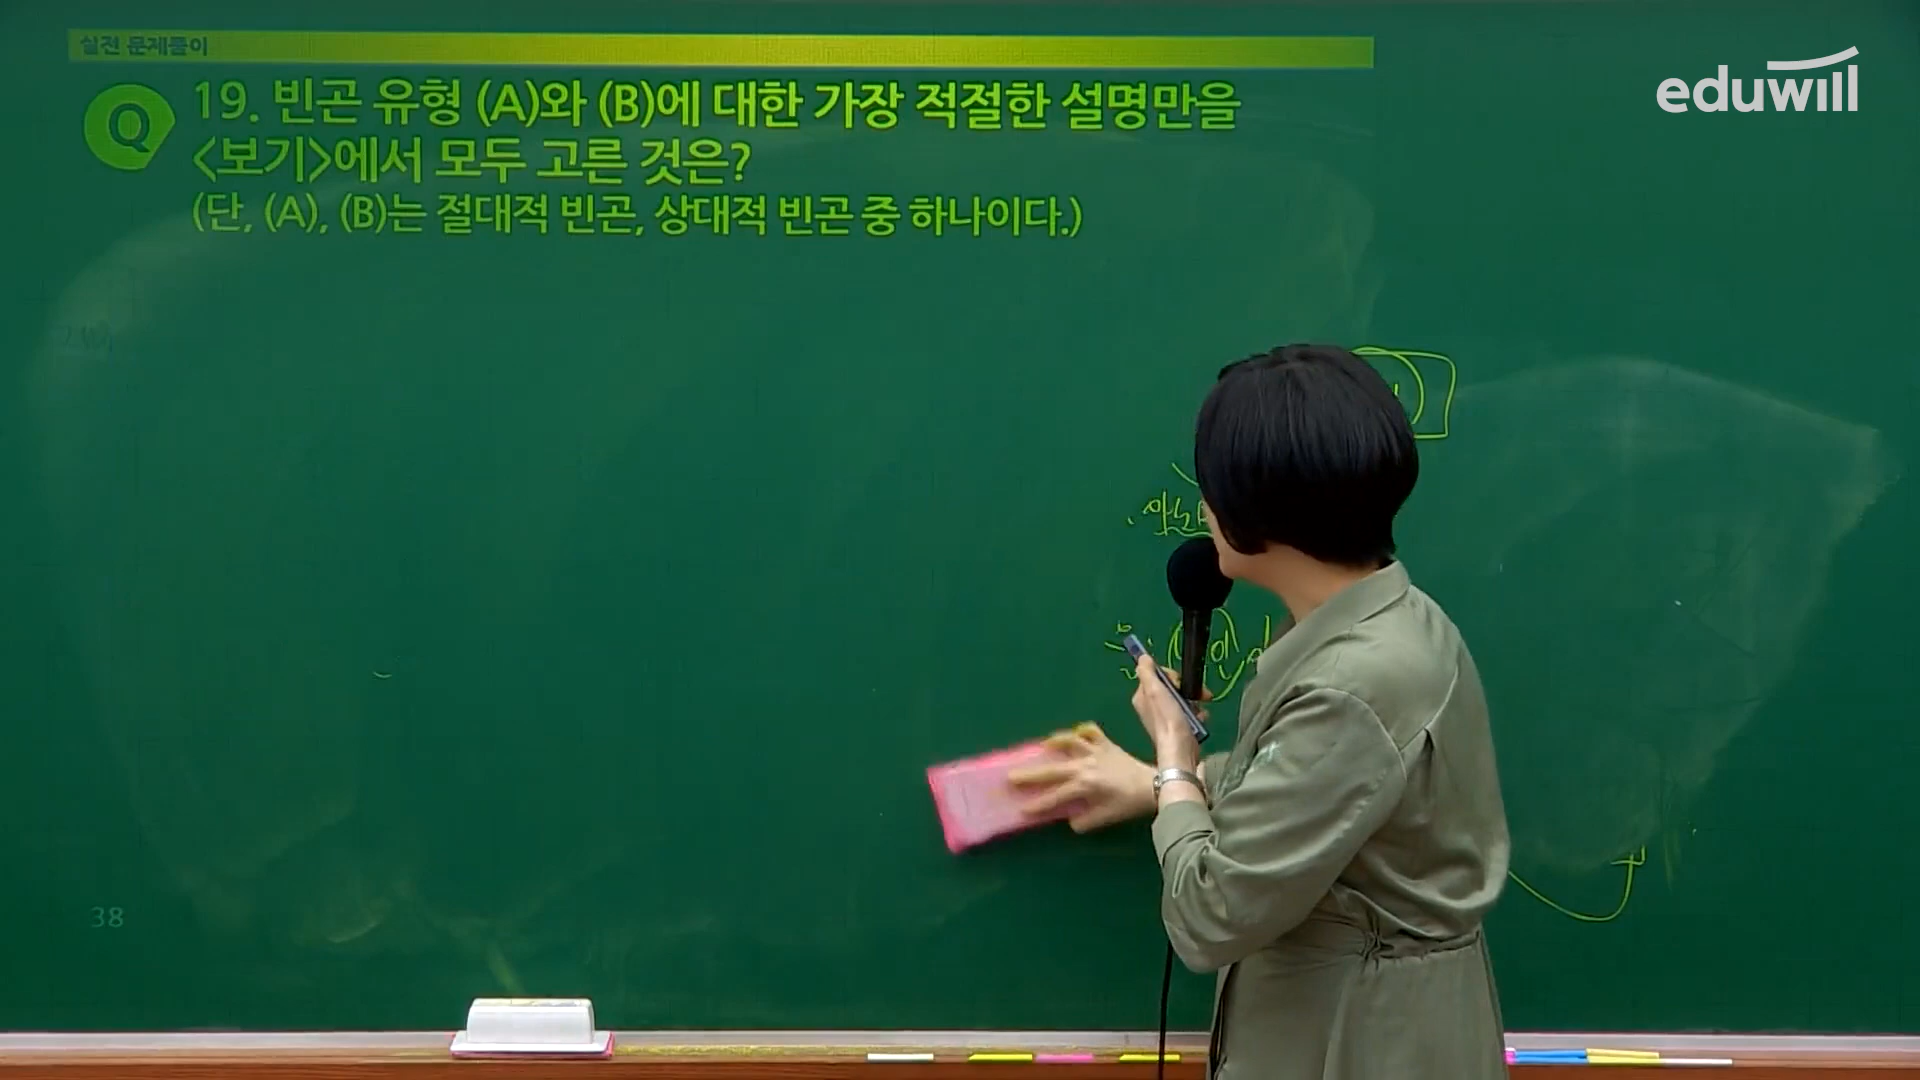 실전 문제풀이
eduwill
Q
19. 빈곤 유형 (A)와 (B)에 대한 가장 적절한 설명만을
<보기>에서 모두 고른 것은?
(단, (A), (B)는 절대적 빈곤, 상대적 빈곤 중 하나이다.)
38